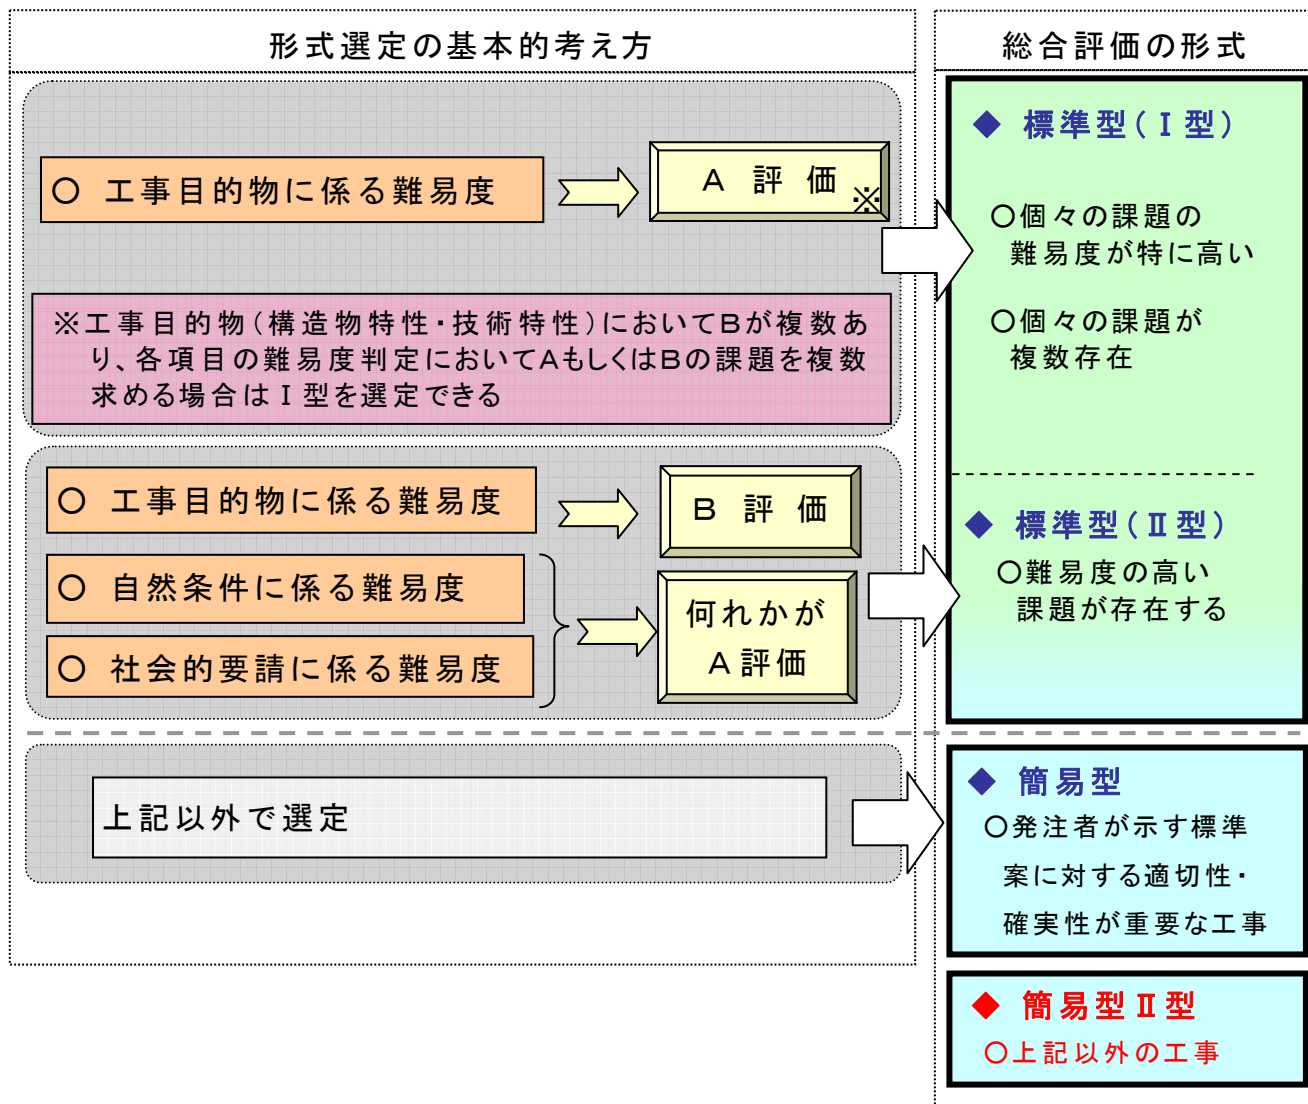 形式選定の基本的考え方
○ 工事目的物に係る難易度
A 評 価
※
※工事目的物(構造物特性・技術特性)においてBが複数あ
り、各項目の難易度判定においてAもしくはBの課題を複数
求める場合はⅠ型を選定できる
○ 工事目的物に係る難易度
B 評 価
○ 自然条件に係る難易度
○ 社会的要請に係る難易度
何れかが
A評価
上記以外で選定
総合評価の形式
◆ 標準型(Ⅰ型)
○個々の課題の
難易度が特に高い
○個々の課題が
複数存在
◆ 標準型(Ⅱ型)
○難易度の高い
課題が存在する
◆ 簡易型
○発注者が示す標準
案に対する適切性・
確実性が重要な工事
◆ 簡易型Ⅱ型
○上記以外の工事